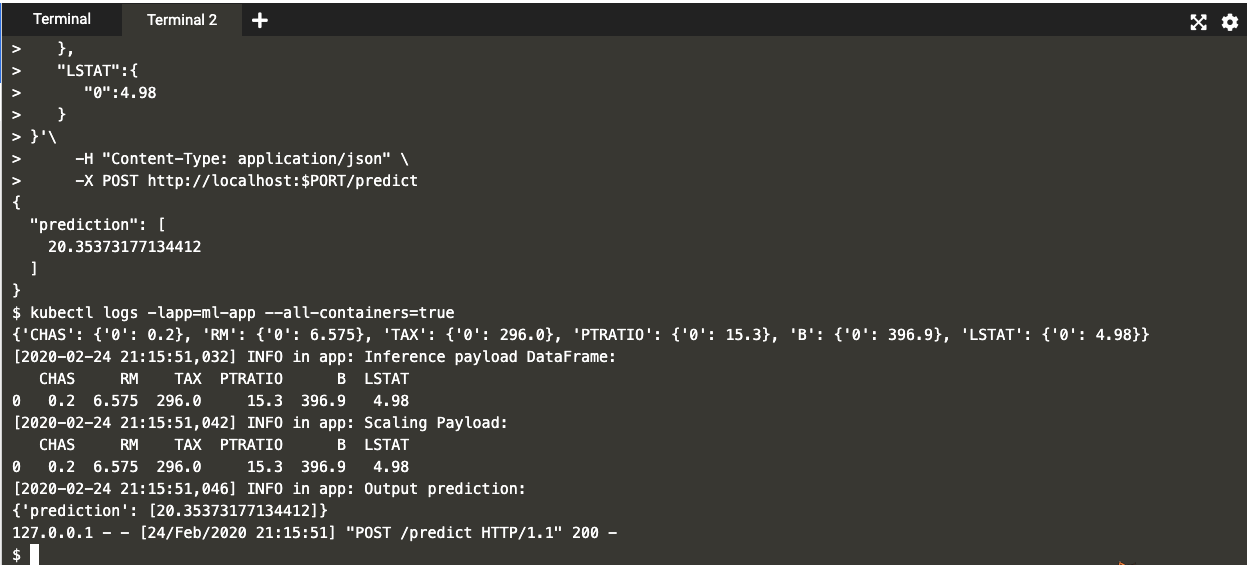 Terminal Terminal 2 +
>    },
>    "LSTAT":{
>       "0":4.98
>    }
> }'\
>      -H "Content-Type: application/json" \
>      -X POST http://localhost:$PORT/predict
{
  "prediction": [
    20.35373177134412
  ]
}
$ kubectl logs -lapp=ml-app --all-containers=true
{'CHAS': {'0': 0.2}, 'RM': {'0': 6.575}, 'TAX': {'0': 296.0}, 'PTRATIO': {'0': 15.3}, 'B': {'0': 396.9}, 'LSTAT': {'0': 4.98}}
[2020-02-24 21:15:51,032] INFO in app: Inference payload DataFrame:
   CHAS     RM    TAX  PTRATIO      B  LSTAT
0   0.2  6.575  296.0     15.3  396.9   4.98
[2020-02-24 21:15:51,042] INFO in app: Scaling Payload:
   CHAS     RM    TAX  PTRATIO      B  LSTAT
0   0.2  6.575  296.0     15.3  396.9   4.98
[2020-02-24 21:15:51,046] INFO in app: Output prediction:
{'prediction': [20.35373177134412]}
127.0.0.1 - - [24/Feb/2020 21:15:51] "POST /predict HTTP/1.1" 200 -
$